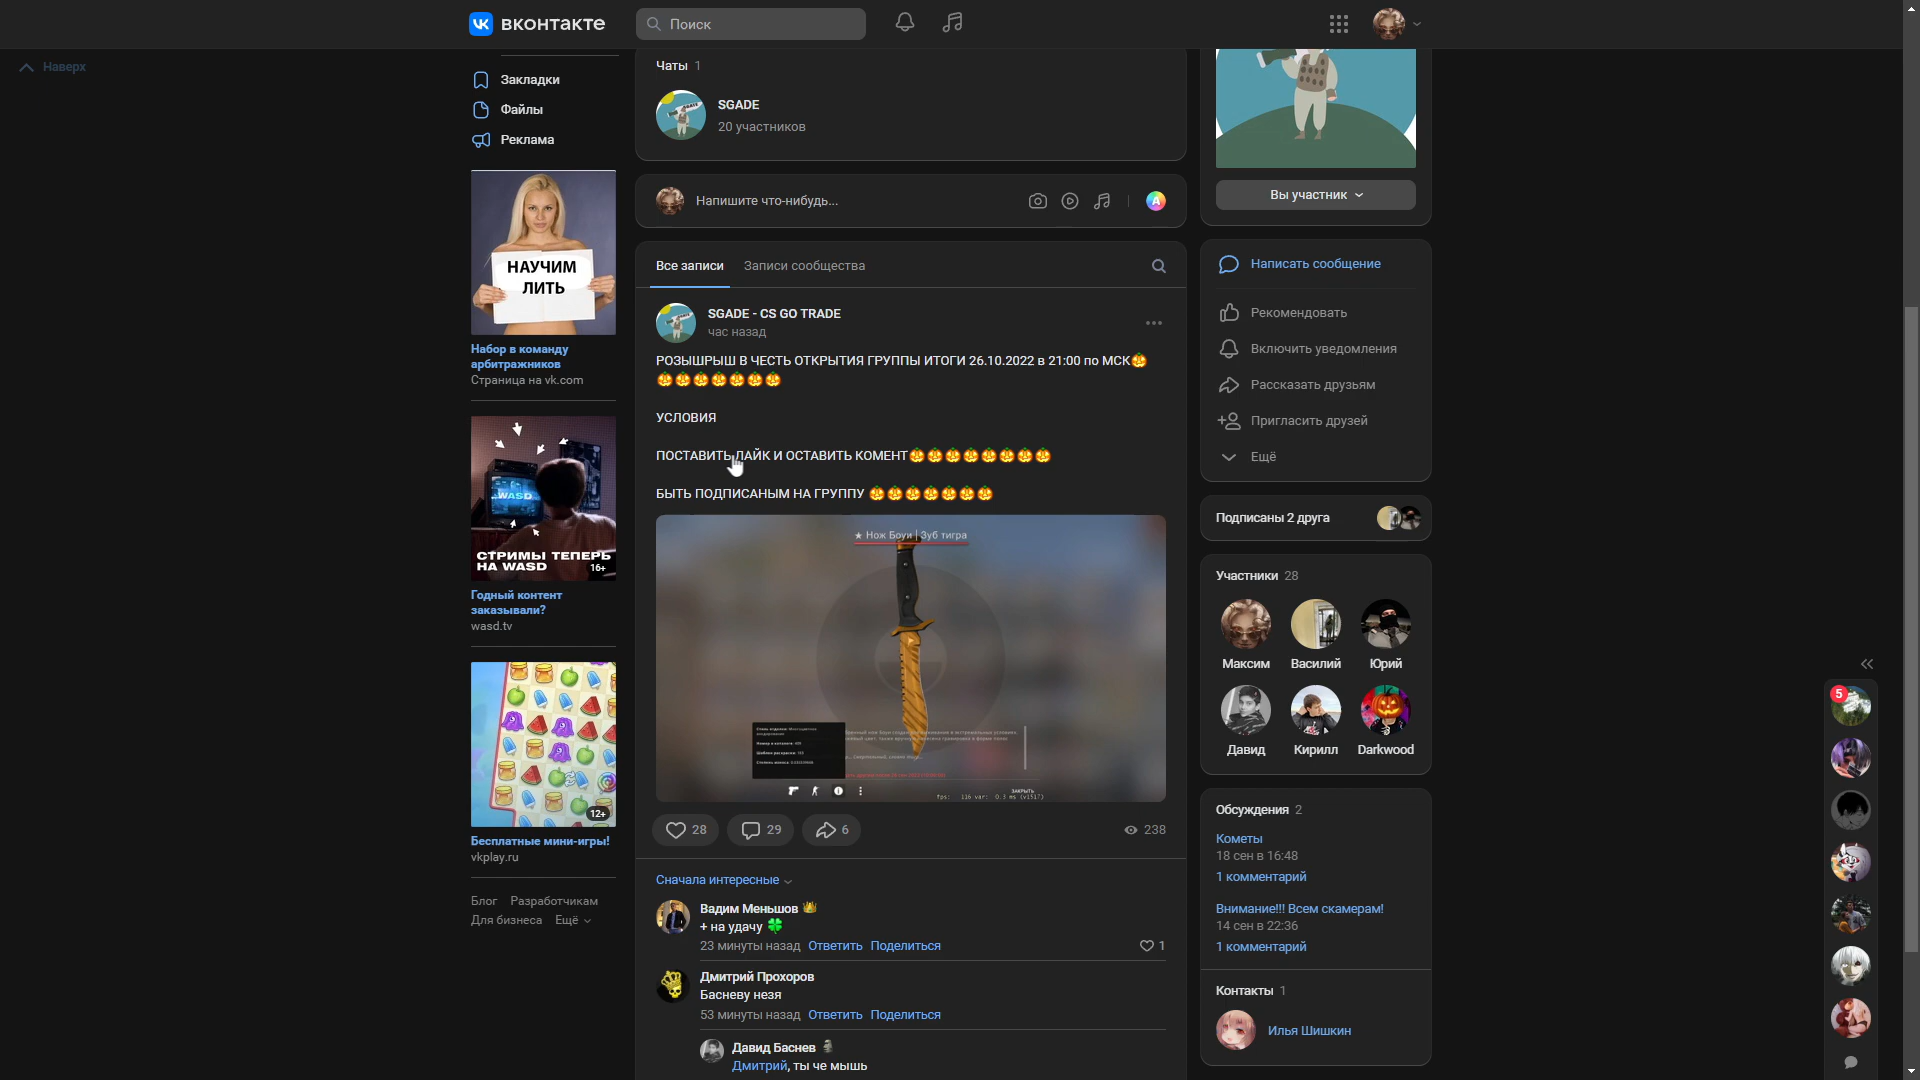 вконтакте
Поиск
Наверх
Закладки
Файлы
Реклама
НАУЧИМ
ЛИТЬ
Набор в команду
арбитражников
Страница на vk.com
WASD
СТРИМЫ ТЕПЕРЬ
НА WASD
16+
Годный контент
заказывали?
wasd.tv
12+
Бесплатные мини-игры!
vkplay.ru
Блог Разработчикам
Для бизнеса Ещё
Чаты 1
SGADE
20 участников
Напишите что-нибудь...
Все записи Записи сообщества
SGADE - CS GO TRADE
час назад
РОЗЫШРЫШ В ЧЕСТЬ ОТКРЫТИЯ ГРУППЫ ИТОГИ 26.10.2022 в 21:00 по МСК🎃
🎃🎃🎃🎃🎃🎃🎃
УСЛОВИЯ
ПОСТАВИТЬ ЛАЙК И ОСТАВИТЬ КОМЕНТ🎃🎃🎃🎃🎃🎃🎃🎃
БЫТЬ ПОДПИСАНЫМ НА ГРУППУ 🎃🎃🎃🎃🎃🎃🎃
★ Нож Боуи | Зуб тигра
ЗАКРЫТЬ
28 29 6 238
Сначала интересные
Вадим Меньшов
+ на удачу 🍀
23 минуты назад Ответить Поделиться 1
Дмитрий Прохоров
Басневу незя
53 минуты назад Ответить Поделиться
Давид Баснев 🗿
Дмитрий, ты че мышь
Вы участник
Написать сообщение
Рекомендовать
Включить уведомления
Рассказать друзьям
Пригласить друзей
Ещё
Подписаны 2 друга
Участники 28
Максим Василий Юрий
Давид Кирилл Darkwood
Обсуждения 2
Кометы
18 сен в 16:48
1 комментарий
Внимание!!! Всем скамерам!
14 сен в 22:36
1 комментарий
Контакты 1
Илья Шишкин
5